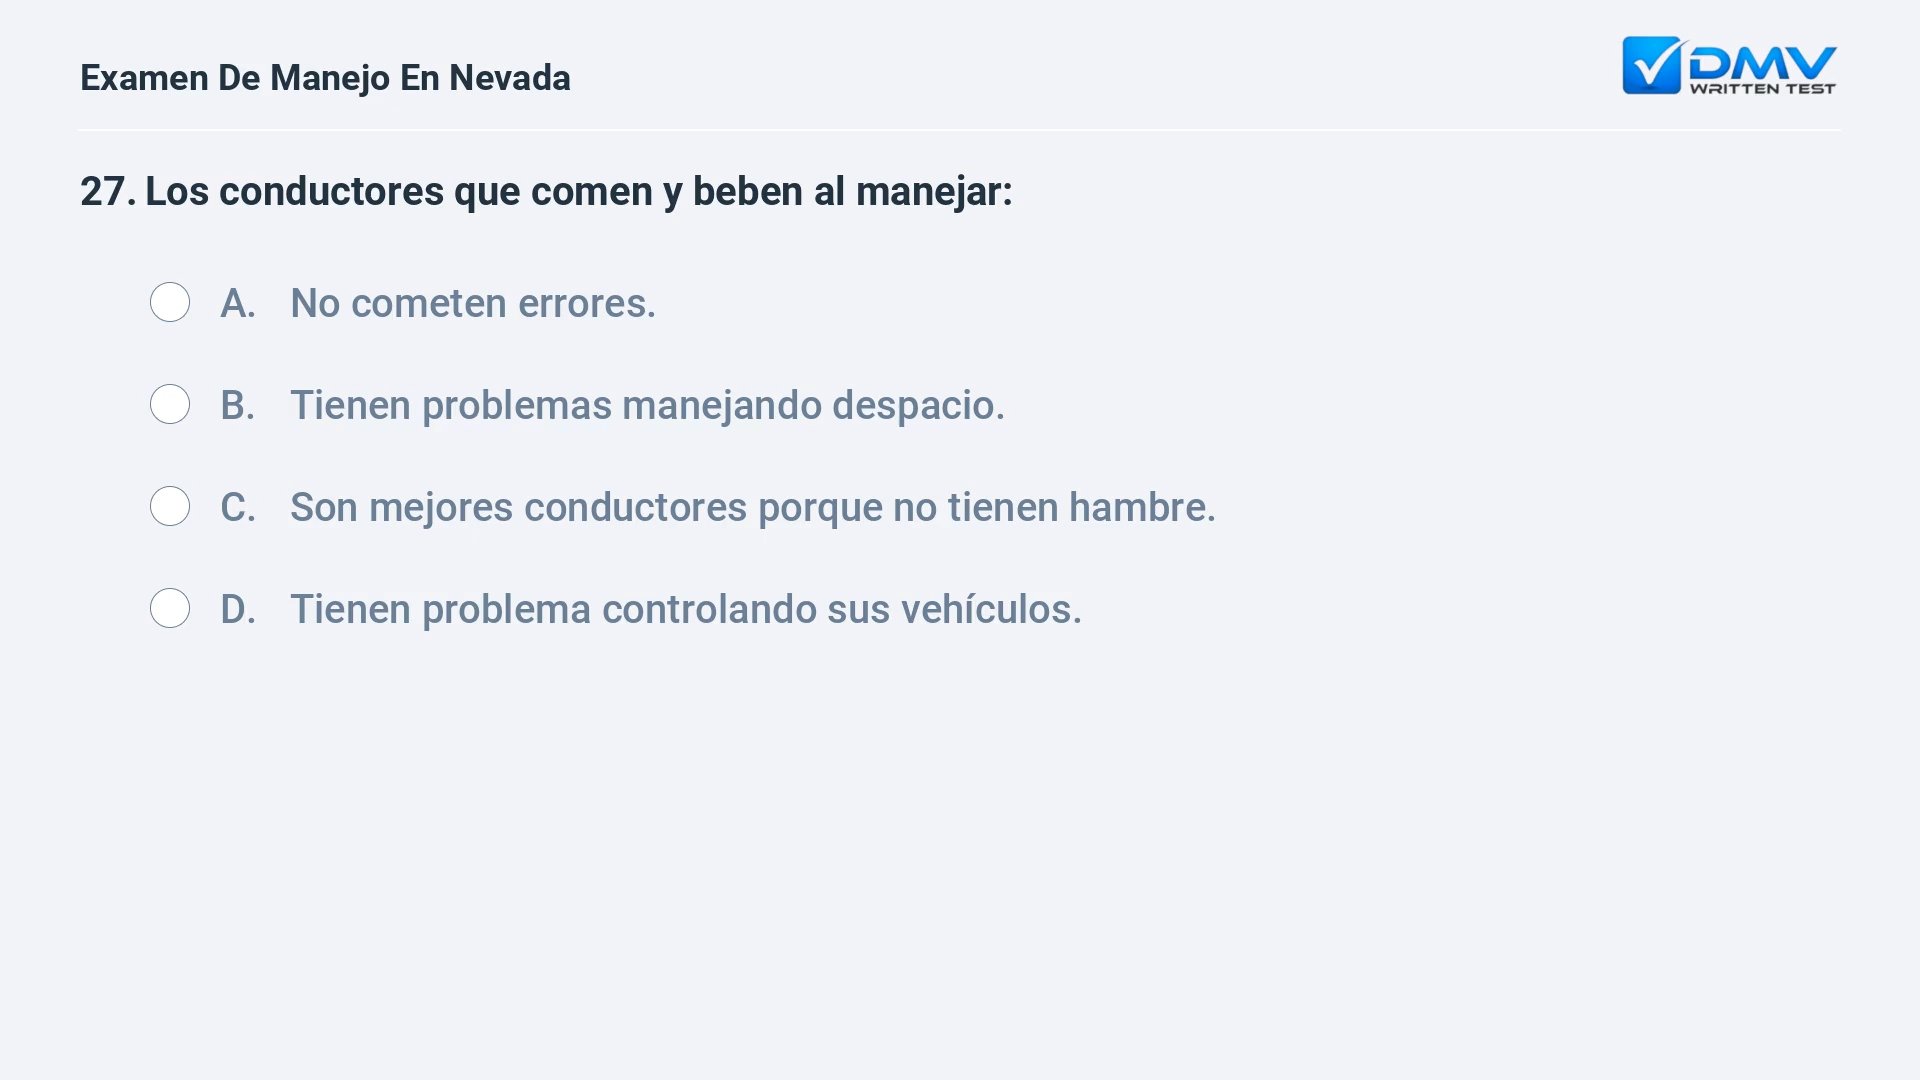 Examen De Manejo En Nevada
DMV
WRITTEN TEST
27. Los conductores que comen y beben al manejar:
A. No cometen errores.
B. Tienen problemas manejando despacio.
C. Son mejores conductores porque no tienen hambre.
D. Tienen problema controlando sus vehículos.